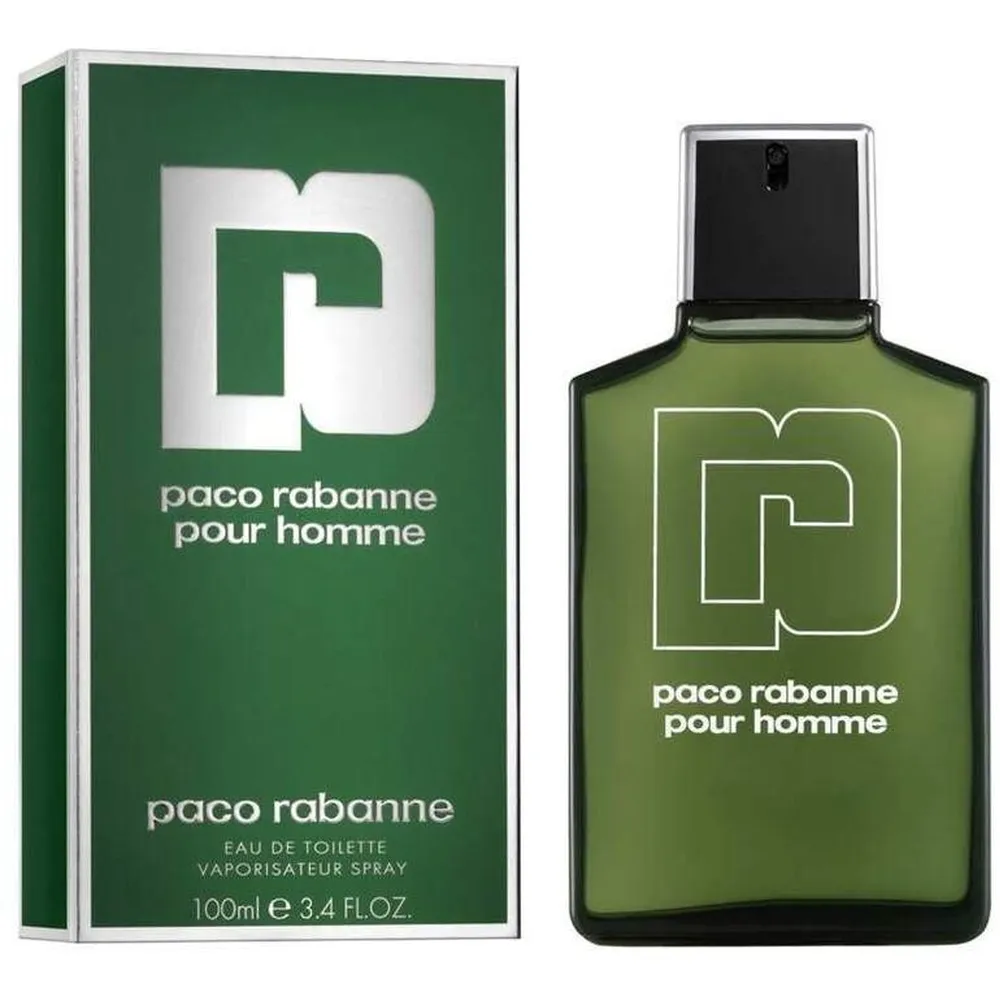 paco rabanne
pour homme
paco rabanne
EAU DE TOILETTE
VAPORISATEUR SPRAY
100ml e 3.4 FL.OZ.
paco rabanne
pour homme